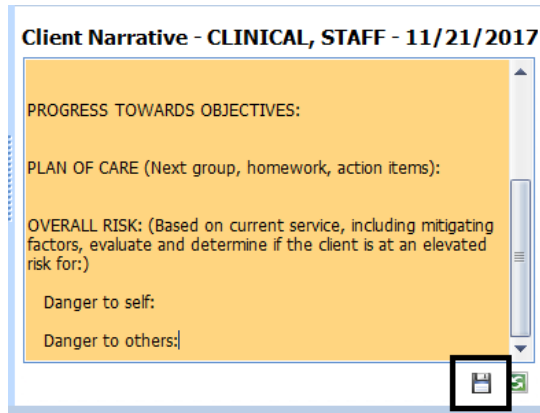 Client Narrative - CLINICAL, STAFF - 11/21/2017
PROGRESS TOWARDS OBJECTIVES:
PLAN OF CARE (Next group, homework, action items):
OVERALL RISK: (Based on current service, including mitigating
factors, evaluate and determine if the client is at an elevated
risk for:)
Danger to self:
Danger to others: